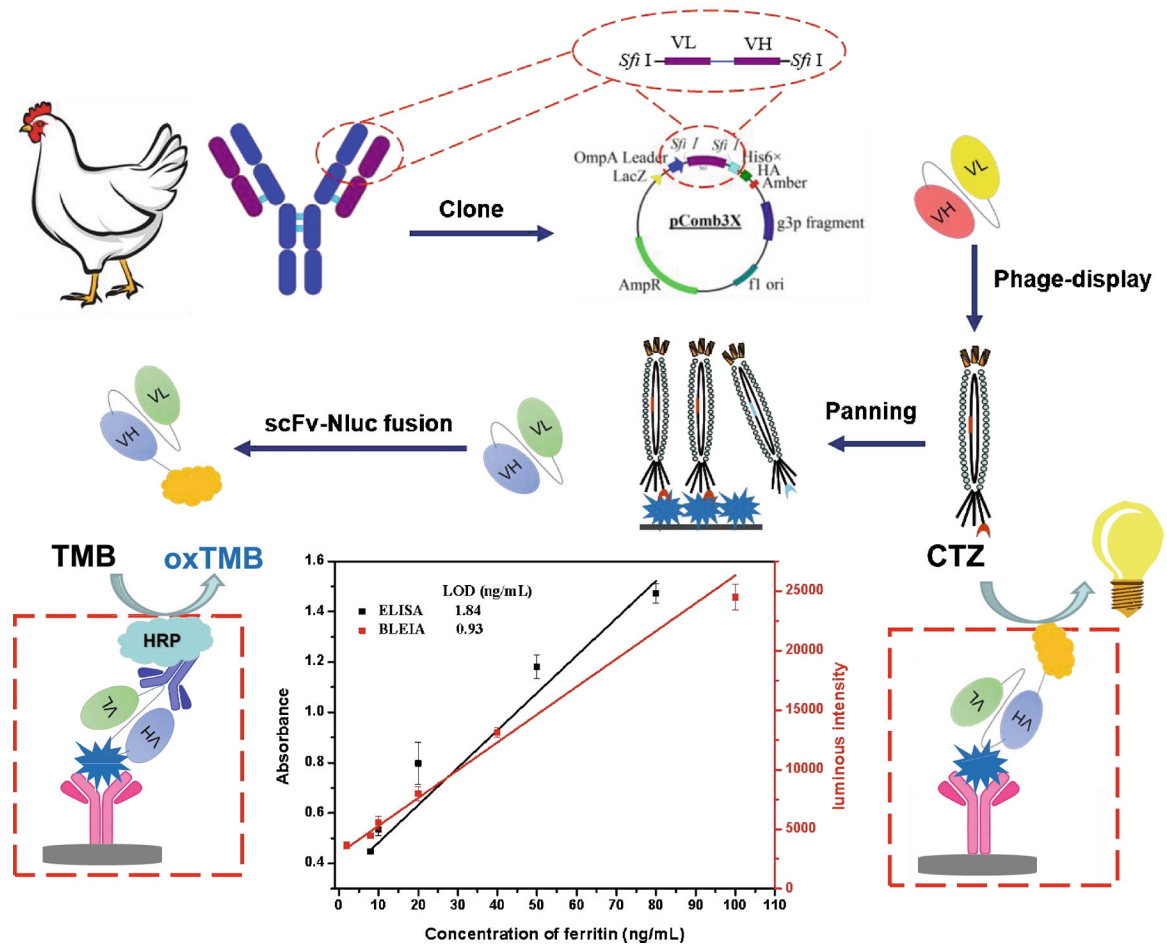 VL VH
Sfi I Sfi I
Sfi I Sfi I
OmpA Leader His6×
LacZ HA
Amber
pComb3X
g3p fragment
AmpR f1 ori
Clone
VL
VH
Phage-display
Panning
VL
VH
scFv-Nluc fusion
VL
VH
TMB oxTMB
HRP
VL
VH
CTZ
VL
VH
LOD (ng/mL)
ELISA 1.84
BLEIA 0.93
Absorbance
1.6
1.4
1.2
1.0
0.8
0.6
0.4
luminous intensity
25000
20000
15000
10000
5000
0
0 10 20 30 40 50 60 70 80 90 100 110
Concentration of ferritin (ng/mL)